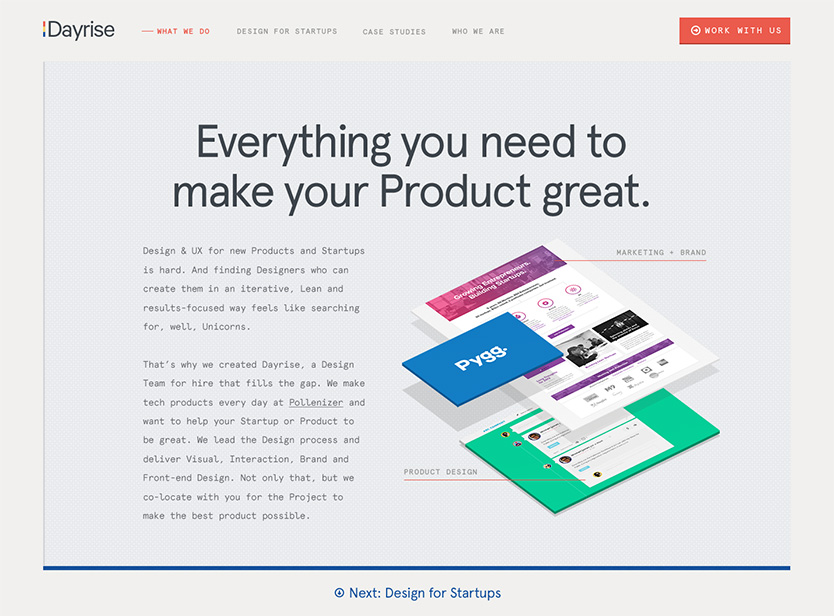 Dayrise
WHAT WE DO
DESIGN FOR STARTUPS
CASE STUDIES
WHO WE ARE
WORK WITH US
Everything you need to
make your Product great.
Design & UX for new Products and Startups
is hard. And finding Designers who can
create them in an iterative, Lean and
results-focused way feels like searching
for, well, Unicorns.
That's why we created Dayrise, a Design
Team for hire that fills the gap. We make
tech products every day at Pollenizer and
want to help your Startup or Product to
be great. We lead the Design process and
deliver Visual, Interaction, Brand and
Front-end Design. Not only that, but we
co-locate with you for the Project to
make the best product possible.
MARKETING + BRAND
Growing Entrepreneurs.
Building Startups.
Pygg.
PRODUCT DESIGN
Next: Design for Startups